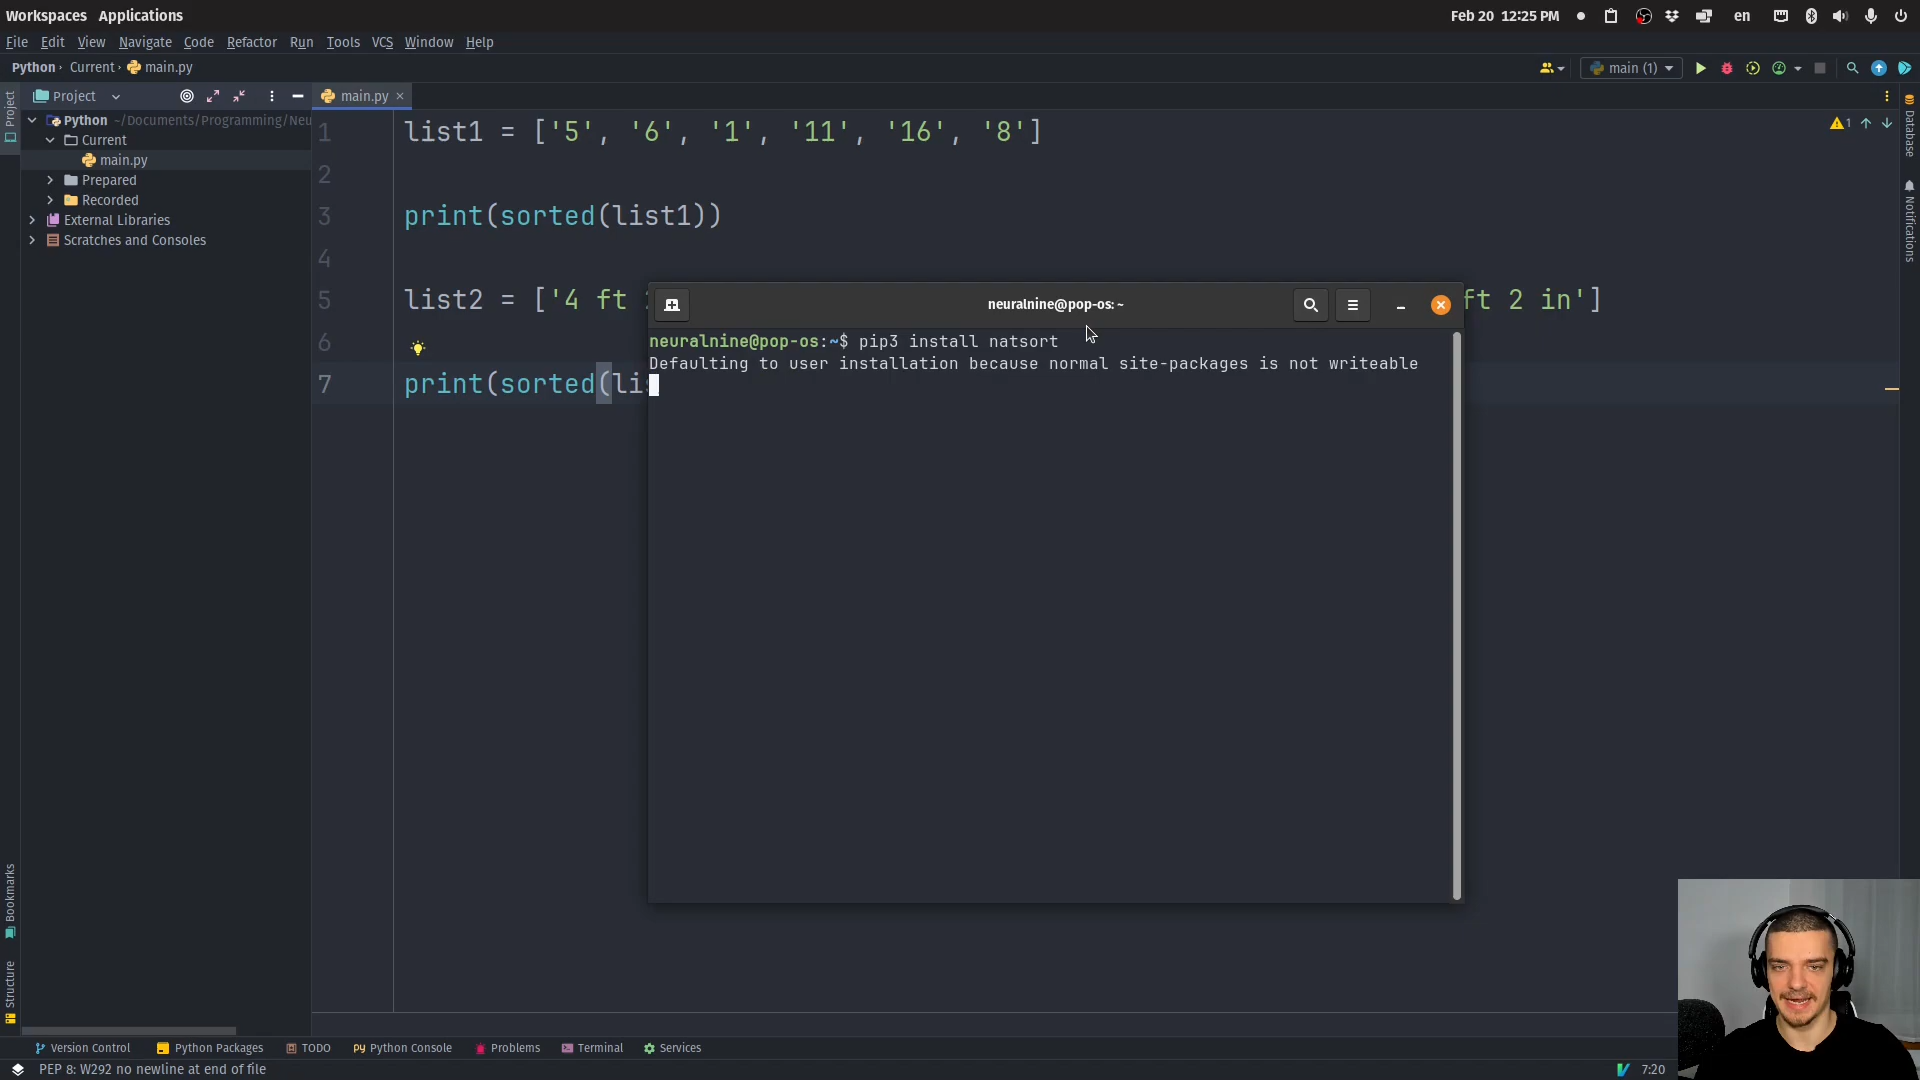 Workspaces Applications
Feb 20 12:25 PM
en
File Edit View Navigate Code Refactor Run Tools VCS Window Help
Python Current main.py
main (1)
Project
Project
main.py
Python ~/Documents/Programming/Neu
Current
main.py
Prepared
Recorded
External Libraries
Scratches and Consoles
1 list1 = ['5', '6', '1', '11', '16', '8']
2
3 print(sorted(list1))
4
5 list2 = ['4 ft
ft 2 in']
6
7 print(sorted(li
1
Database
Notifications
neuralnine@pop-os: ~
neuralnine@pop-os:~$ pip3 install natsort
Defaulting to user installation because normal site-packages is not writeable
Bookmarks
Structure
Version Control Python Packages TODO Python Console Problems Terminal Services
PEP 8: W292 no newline at end of file
7:20